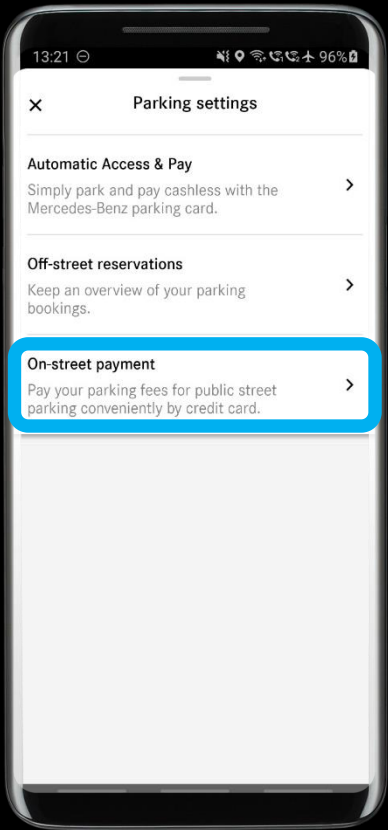 13:21 96%
Parking settings
Automatic Access & Pay
Simply park and pay cashless with the
Mercedes-Benz parking card.
Off-street reservations
Keep an overview of your parking
bookings.
On-street payment
Pay your parking fees for public street
parking conveniently by credit card.